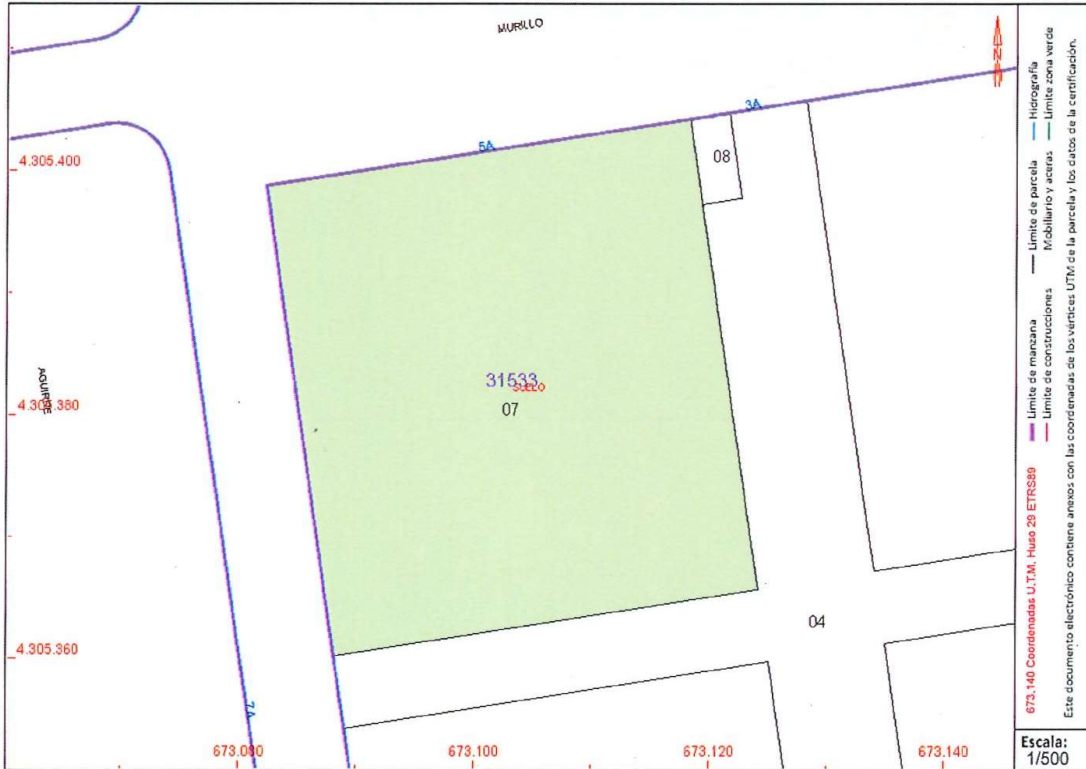 MURILLO
N
5A
3A
08
4.305.400
31533
SUELO
07
AGUIRRE
4.305.380
4.305.360
04
7A
673.080
673.100
673.120
673.140
673.140 Coordenadas U.T.M. Huso 29 ETRS89
Límite de manzana
Límite de parcela
Hidrografía
Límite de construcciones
Mobiliario y aceras
Límite zona verde
Este documento electrónico contiene anexos con las coordenadas de los vértices UTM de la parcela y los datos de la certificación.
Escala:
1/500